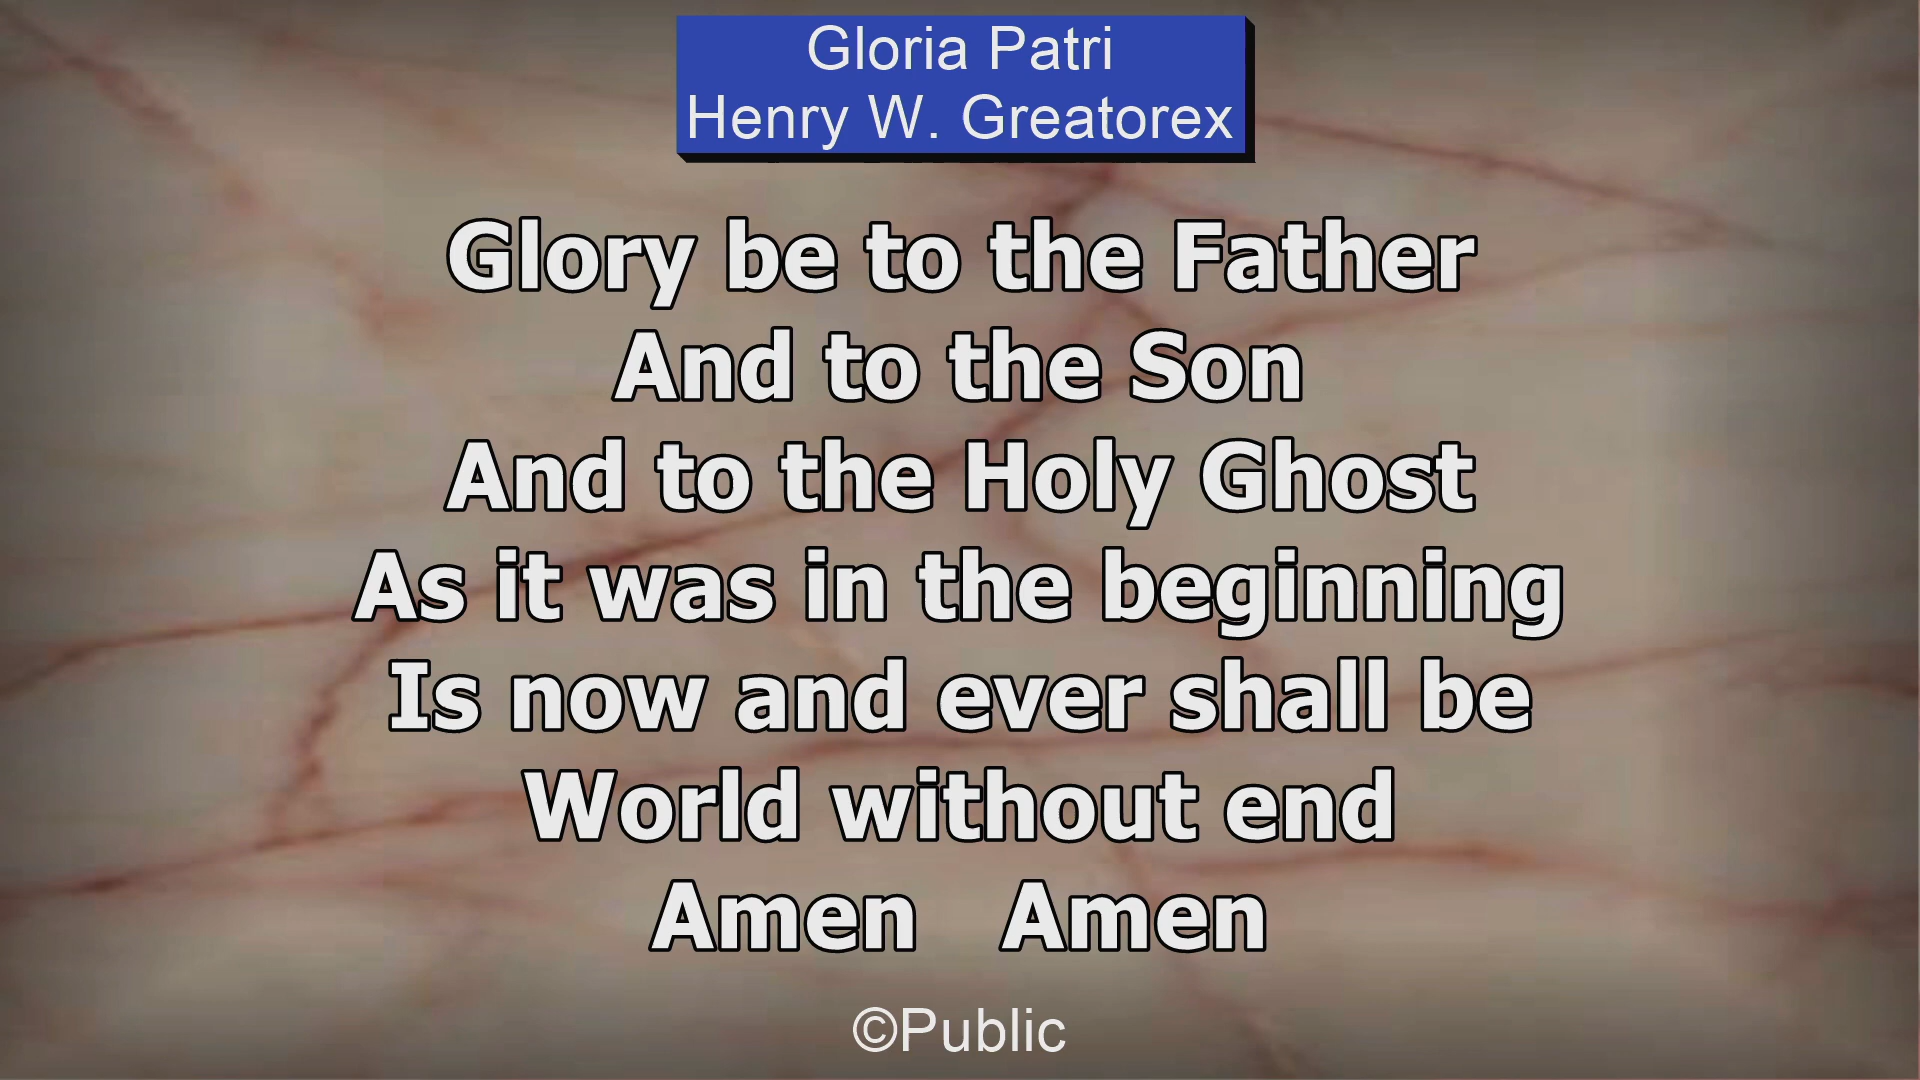 Gloria Patri
Henry W. Greatorex
Glory be to the Father
And to the Son
And to the Holy Ghost
As it was in the beginning
Is now and ever shall be
World without end
Amen   Amen
©Public